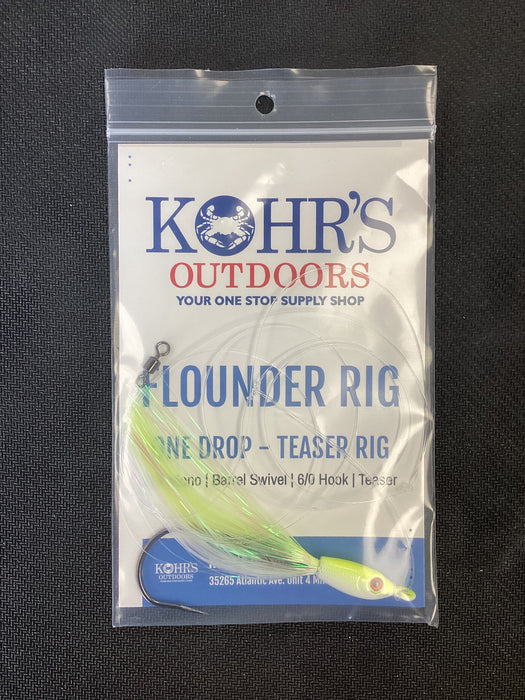 KOHR'S
OUTDOORS
YOUR ONE STOP SUPPLY SHOP
FLOUNDER RIG
ONE DROP - TEASER RIG
Barrel Swivel | 6/0 Hook | Teaser
KOHR'S
OUTDOORS
35265 Atlantic Ave. Unit 4